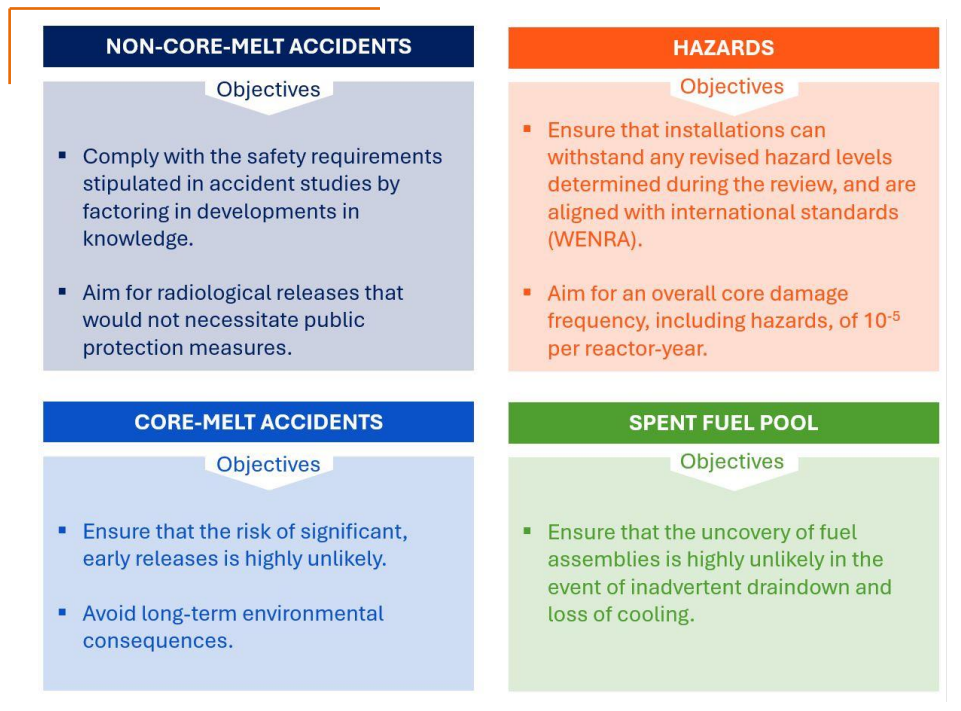 NON-CORE-MELT ACCIDENTS
Objectives
▪ Comply with the safety requirements
stipulated in accident studies by
factoring in developments in
knowledge.
▪ Aim for radiological releases that
would not necessitate public
protection measures.
HAZARDS
Objectives
▪ Ensure that installations can
withstand any revised hazard levels
determined during the review, and are
aligned with international standards
(WENRA).
▪ Aim for an overall core damage
frequency, including hazards, of 10⁻⁵
per reactor-year.
CORE-MELT ACCIDENTS
Objectives
▪ Ensure that the risk of significant,
early releases is highly unlikely.
▪ Avoid long-term environmental
consequences.
SPENT FUEL POOL
Objectives
▪ Ensure that the uncovery of fuel
assemblies is highly unlikely in the
event of inadvertent draindown and
loss of cooling.